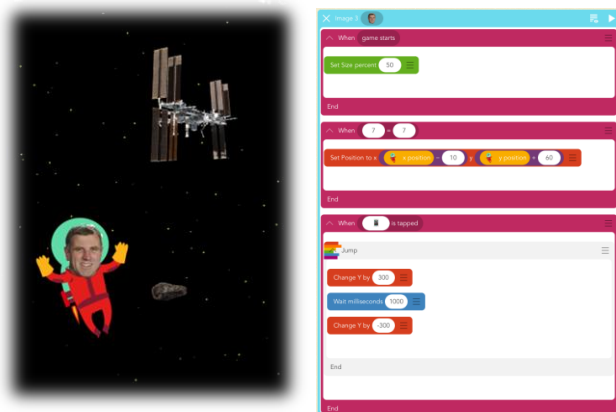 Image 3
When game starts
Set Size percent 50
End
When 7 = 7
Set Position to x x position - 10 y y position + 60
End
When is tapped
Jump
Change Y by 300
Wait milliseconds 1000
Change Y by -300
End
End